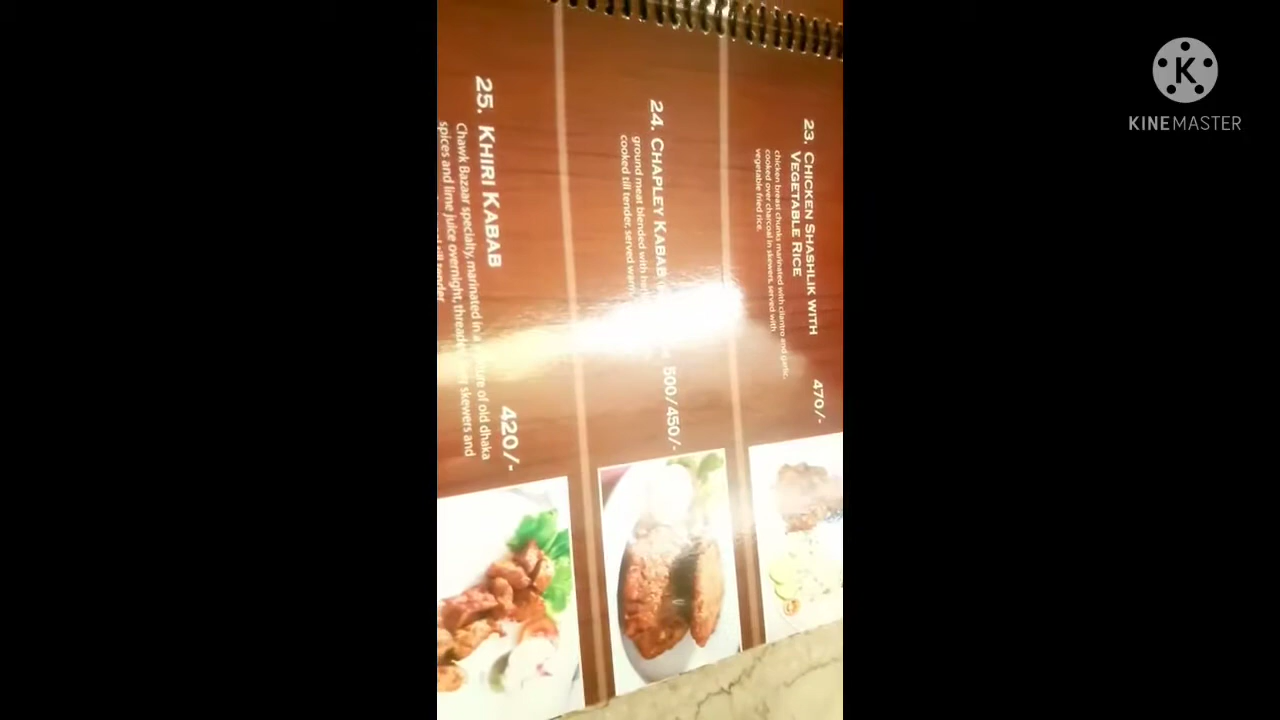 23. CHICKEN SHASHLIK WITH
VEGETABLE RICE
470/-
chicken breast chunks marinated with cilantro and garlic,
cooked over charcoal in skewers, served with
vegetable fried rice.
24. CHAPLEY KABAB
500/450/-
ground meat blended with
cooked till tender, served warm
25. KHIRI KABAB
420/-
Chawk Bazaar specialty, marinated in a of old dhaka
spices and lime juice overnight, skewers and
till tender
K
KINEMASTER